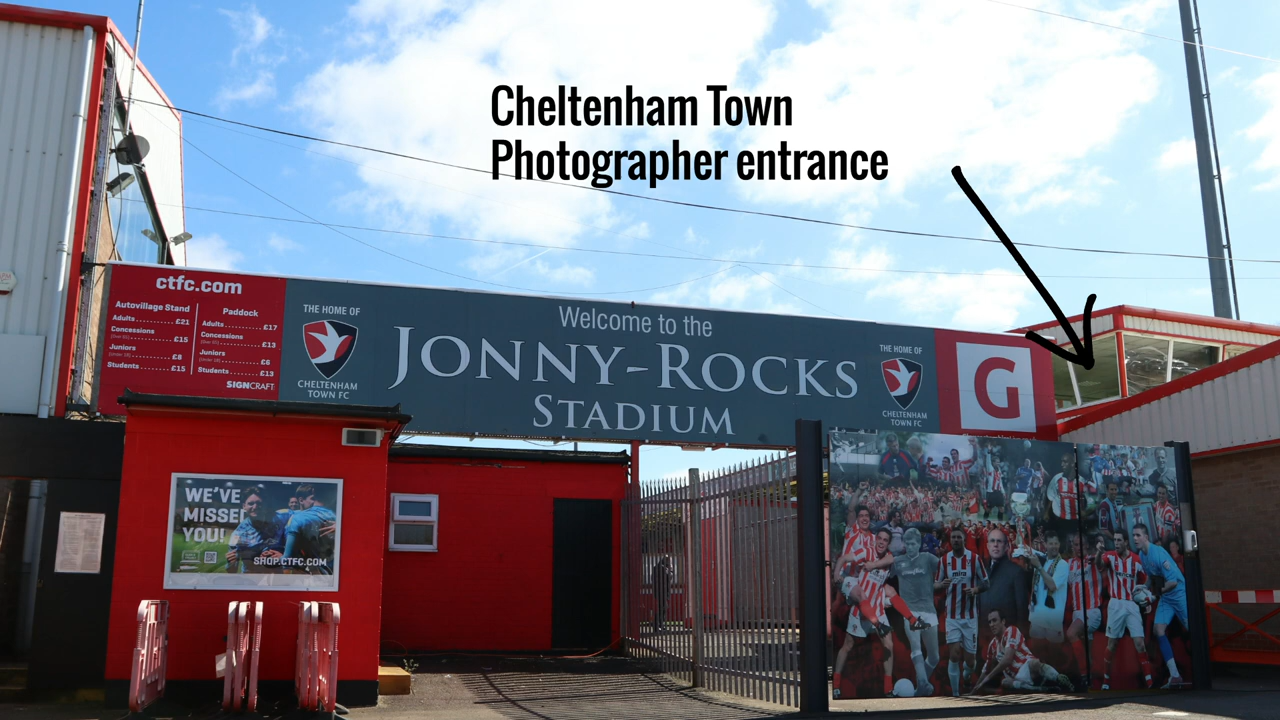 Cheltenham Town
Photographer entrance
ctfc.com
Autovillage Stand
Adults £21
Concessions £15
Juniors £8
Students £15
Paddock
Adults £17
Concessions £13
Juniors £6
Students £13
SIGNCRAFT
THE HOME OF
CHELTENHAM
TOWN FC
Welcome to the
JONNY-ROCKS
STADIUM
THE HOME OF
CHELTENHAM
TOWN FC
G
WE'VE
MISSED
YOU!
SHOP.CTFC.COM
mira